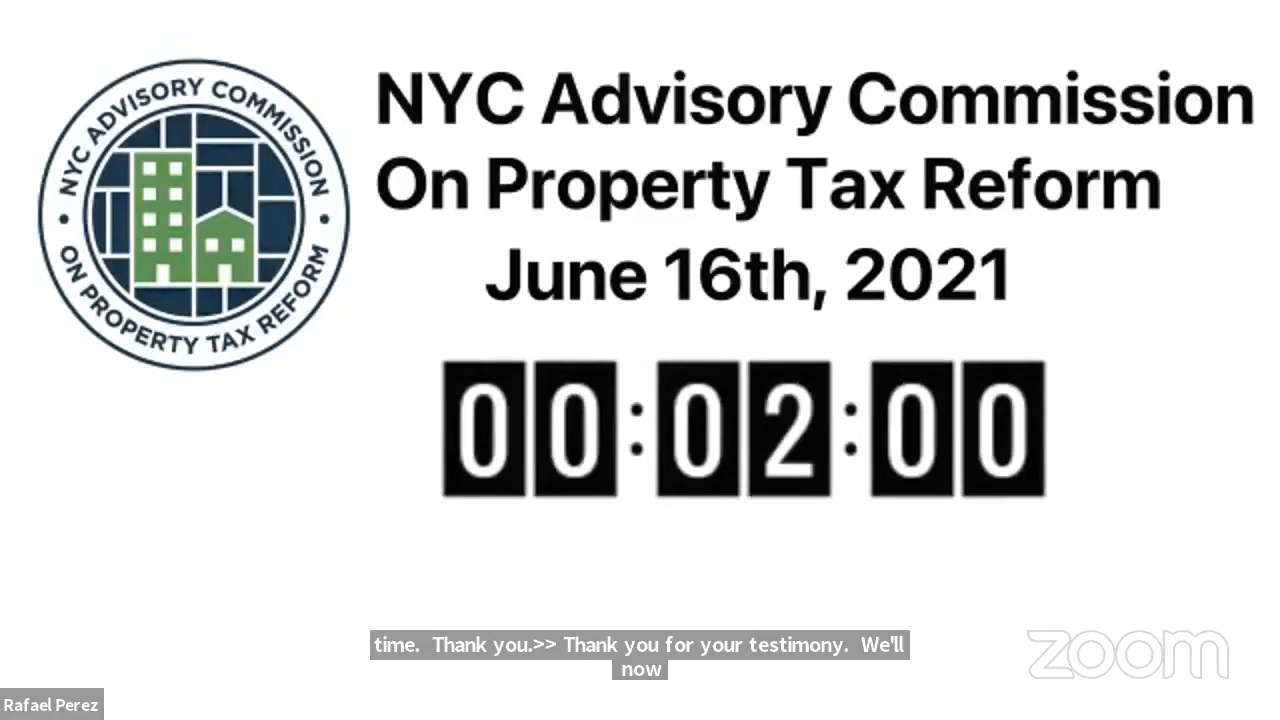 NYC ADVISORY COMMISSION
ON PROPERTY TAX REFORM
NYC Advisory Commission
On Property Tax Reform
June 16th, 2021
00:02:00
time.  Thank you.>> Thank you for your testimony.  We'll
now
zoom
Rafael Perez